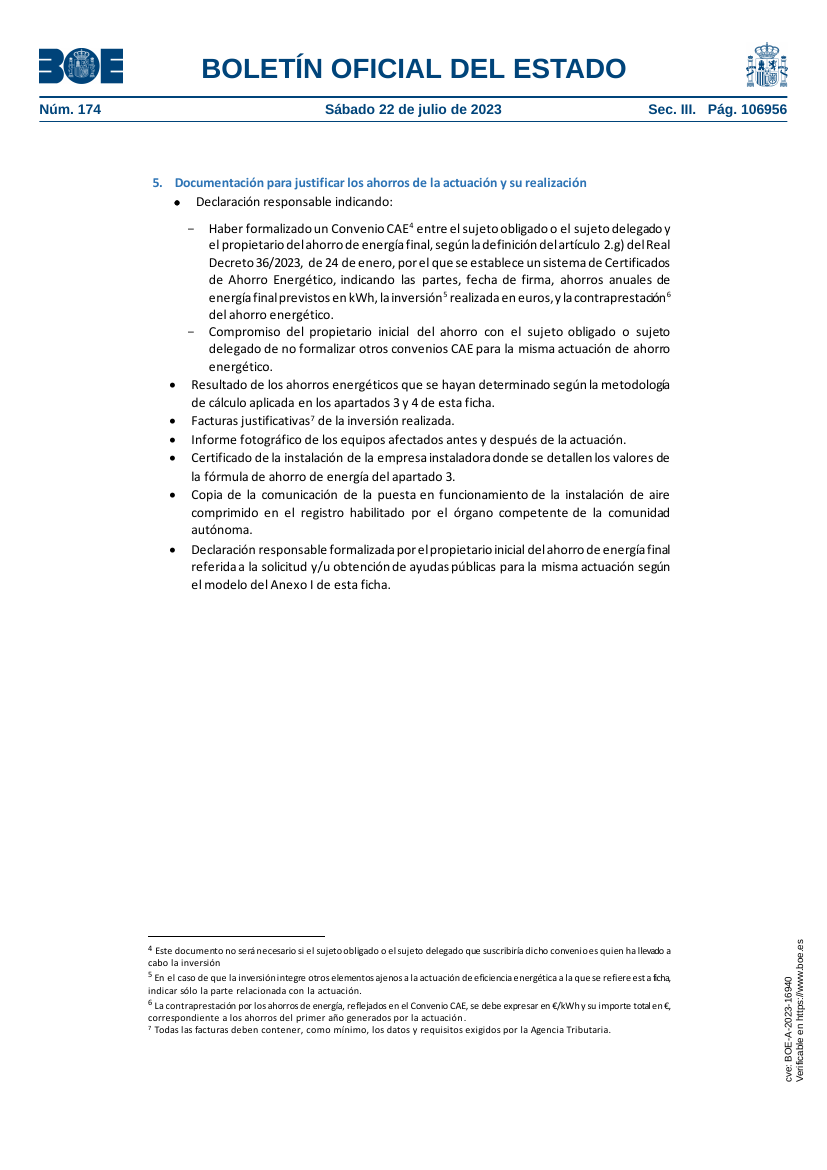 BOE
BOLETÍN OFICIAL DEL ESTADO
Núm. 174 Sábado 22 de julio de 2023 Sec. III. Pág. 106956
5. Documentación para justificar los ahorros de la actuación y su realización
• Declaración responsable indicando:
− Haber formalizado un Convenio CAE⁴ entre el sujeto obligado o el sujeto delegado y
el propietario del ahorro de energía final, según la definición del artículo 2.g) del Real
Decreto 36/2023, de 24 de enero, por el que se establece un sistema de Certificados
de Ahorro Energético, indicando las partes, fecha de firma, ahorros anuales de
energía final previstos en kWh, la inversión⁵ realizada en euros, y la contraprestación⁶
del ahorro energético.
− Compromiso del propietario inicial del ahorro con el sujeto obligado o sujeto
delegado de no formalizar otros convenios CAE para la misma actuación de ahorro
energético.
• Resultado de los ahorros energéticos que se hayan determinado según la metodología
de cálculo aplicada en los apartados 3 y 4 de esta ficha.
• Facturas justificativas⁷ de la inversión realizada.
• Informe fotográfico de los equipos afectados antes y después de la actuación.
• Certificado de la instalación de la empresa instaladora donde se detallen los valores de
la fórmula de ahorro de energía del apartado 3.
• Copia de la comunicación de la puesta en funcionamiento de la instalación de aire
comprimido en el registro habilitado por el órgano competente de la comunidad
autónoma.
• Declaración responsable formalizada por el propietario inicial del ahorro de energía final
referida a la solicitud y/u obtención de ayudas públicas para la misma actuación según
el modelo del Anexo I de esta ficha.
⁴ Este documento no será necesario si el sujeto obligado o el sujeto delegado que suscribiría dicho convenio es quien ha llevado a
cabo la inversión
⁵ En el caso de que la inversión integre otros elementos ajenos a la actuación de eficiencia energética a la que se refiere esta ficha,
indicar sólo la parte relacionada con la actuación.
⁶ La contraprestación por los ahorros de energía, reflejados en el Convenio CAE, se debe expresar en €/kWh y su importe total en €,
correspondiente a los ahorros del primer año generados por la actuación.
⁷ Todas las facturas deben contener, como mínimo, los datos y requisitos exigidos por la Agencia Tributaria.
cve: BOE-A-2023-16940
Verificable en https://www.boe.es